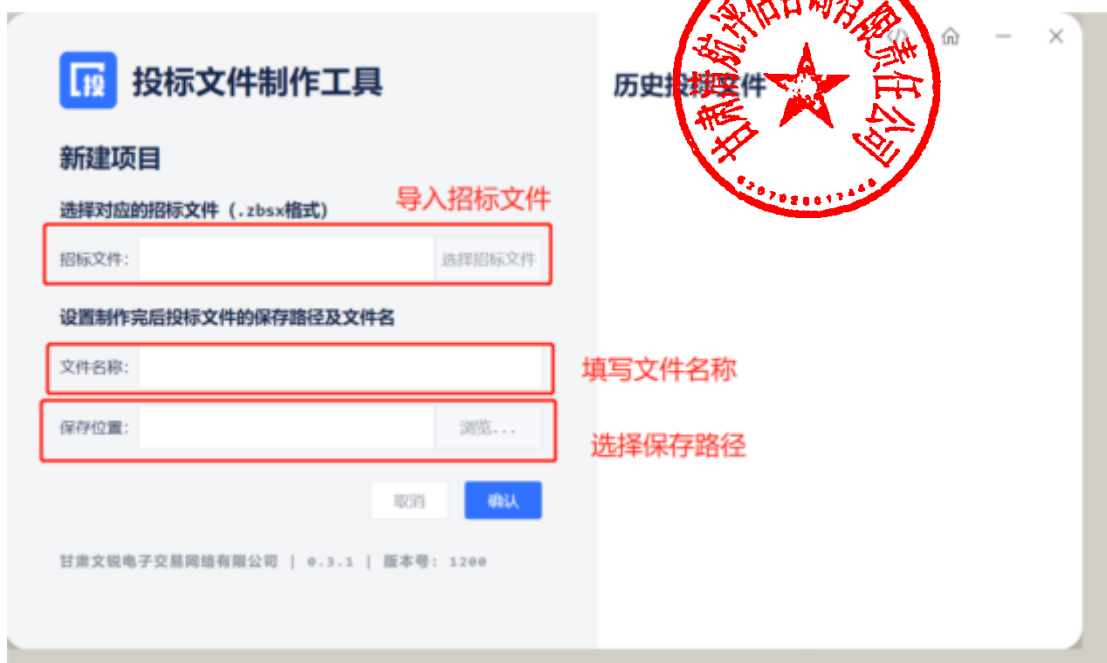 投标文件制作工具
历史投标文件
新建项目
选择对应的招标文件（.zbsx格式）
导入招标文件
招标文件：
选择招标文件
设置制作完后投标文件的保存路径及文件名
文件名称：
填写文件名称
保存位置：
浏览...
选择保存路径
取消
确认
甘肃文锐电子交易网络有限公司 | 0.3.1 | 版本号: 1200
投